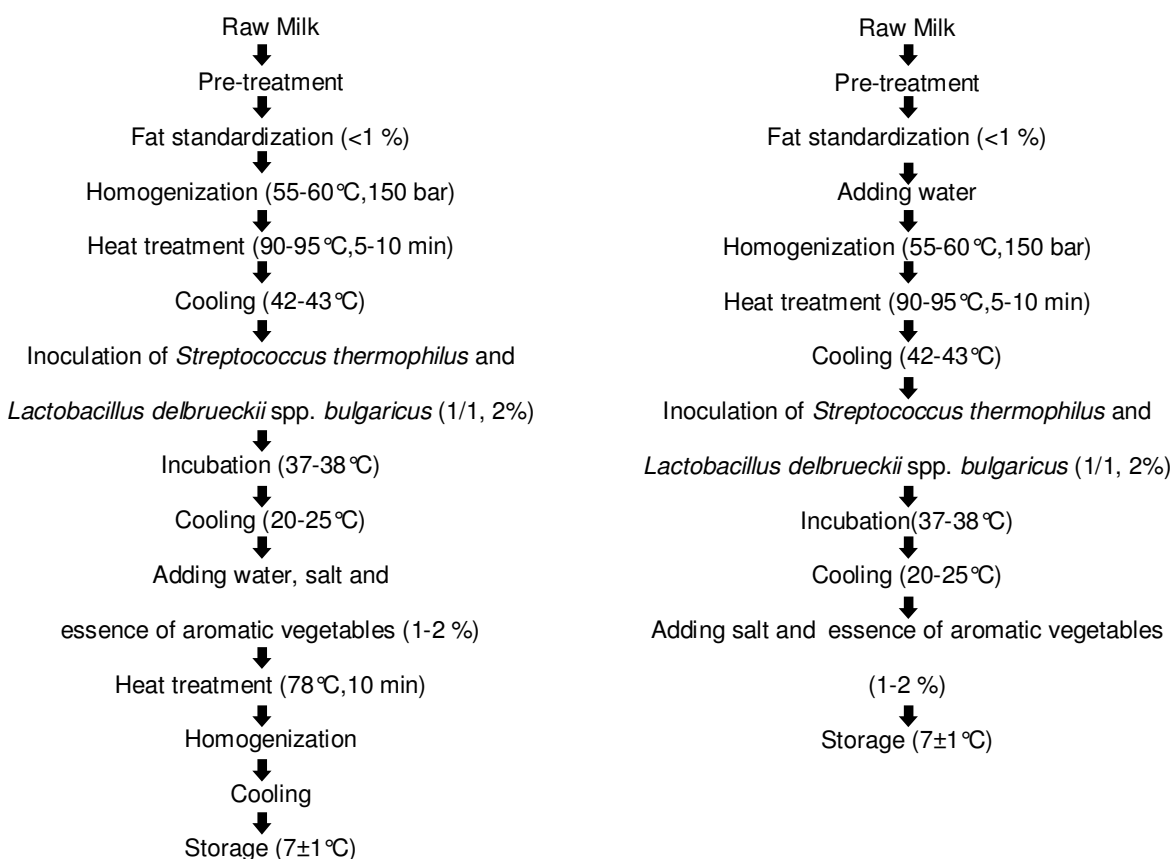 Raw Milk
Pre-treatment
Fat standardization (<1 %)
Homogenization (55-60°C,150 bar)
Heat treatment (90-95°C,5-10 min)
Cooling (42-43°C)
Inoculation of Streptococcus thermophilus and
Lactobacillus delbrueckii spp. bulgaricus (1/1, 2%)
Incubation (37-38°C)
Cooling (20-25°C)
Adding water, salt and
essence of aromatic vegetables (1-2 %)
Heat treatment (78°C,10 min)
Homogenization
Cooling
Storage (7±1°C)
Raw Milk
Pre-treatment
Fat standardization (<1 %)
Adding water
Homogenization (55-60°C,150 bar)
Heat treatment (90-95°C,5-10 min)
Cooling (42-43°C)
Inoculation of Streptococcus thermophilus and
Lactobacillus delbrueckii spp. bulgaricus (1/1, 2%)
Incubation(37-38°C)
Cooling (20-25°C)
Adding salt and essence of aromatic vegetables
(1-2 %)
Storage (7±1°C)